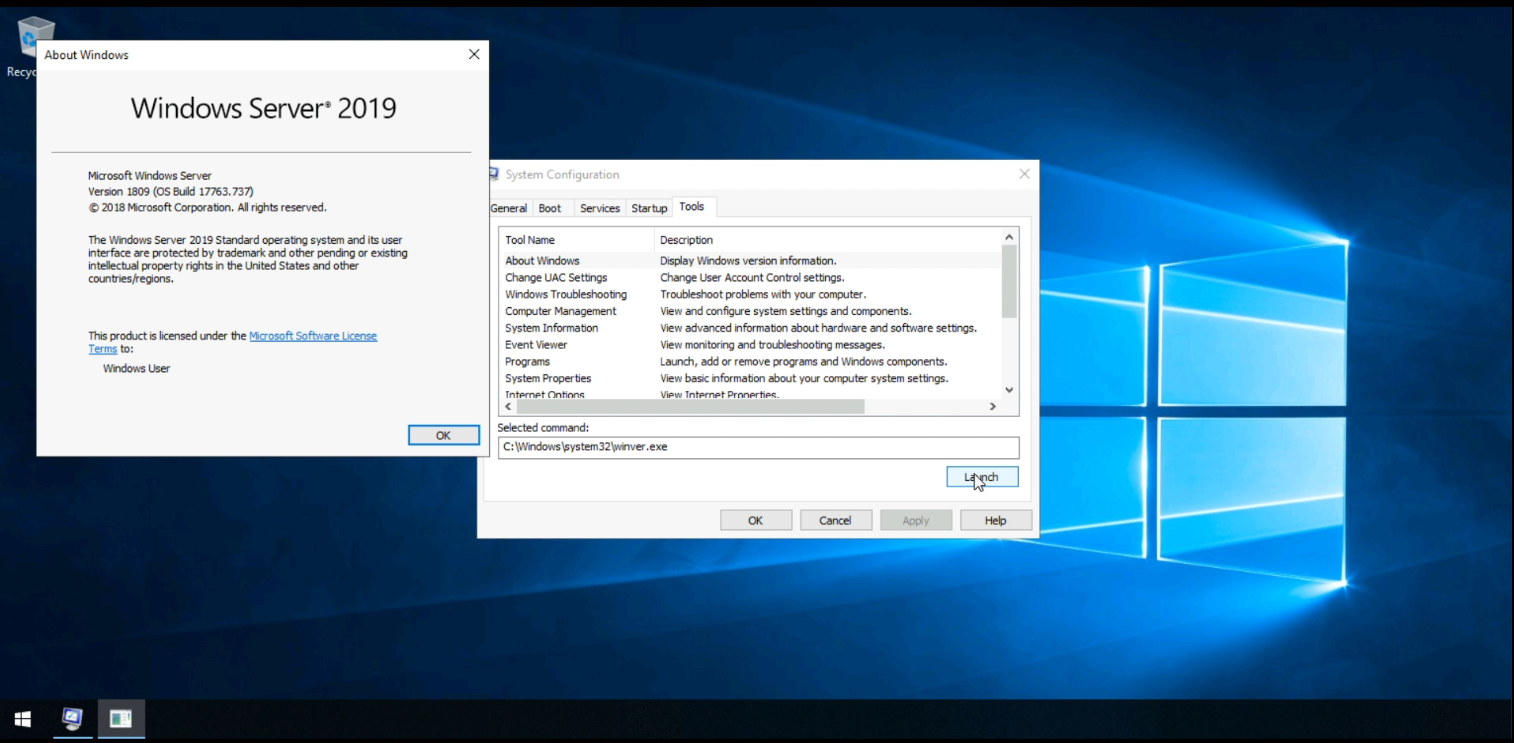 Recyc
About Windows
Windows Server® 2019
Microsoft Windows Server
Version 1809 (OS Build 17763.737)
© 2018 Microsoft Corporation. All rights reserved.
The Windows Server 2019 Standard operating system and its user
interface are protected by trademark and other pending or existing
intellectual property rights in the United States and other
countries/regions.
This product is licensed under the Microsoft Software License
Terms to:
Windows User
OK
System Configuration
General Boot Services Startup Tools
Tool Name Description
About Windows Display Windows version information.
Change UAC Settings Change User Account Control settings.
Windows Troubleshooting Troubleshoot problems with your computer.
Computer Management View and configure system settings and components.
System Information View advanced information about hardware and software settings.
Event Viewer View monitoring and troubleshooting messages.
Programs Launch, add or remove programs and Windows components.
System Properties View basic information about your computer system settings.
Internet Options View Internet Properties.
Selected command:
C:\Windows\system32\winver.exe
Launch
OK Cancel Apply Help